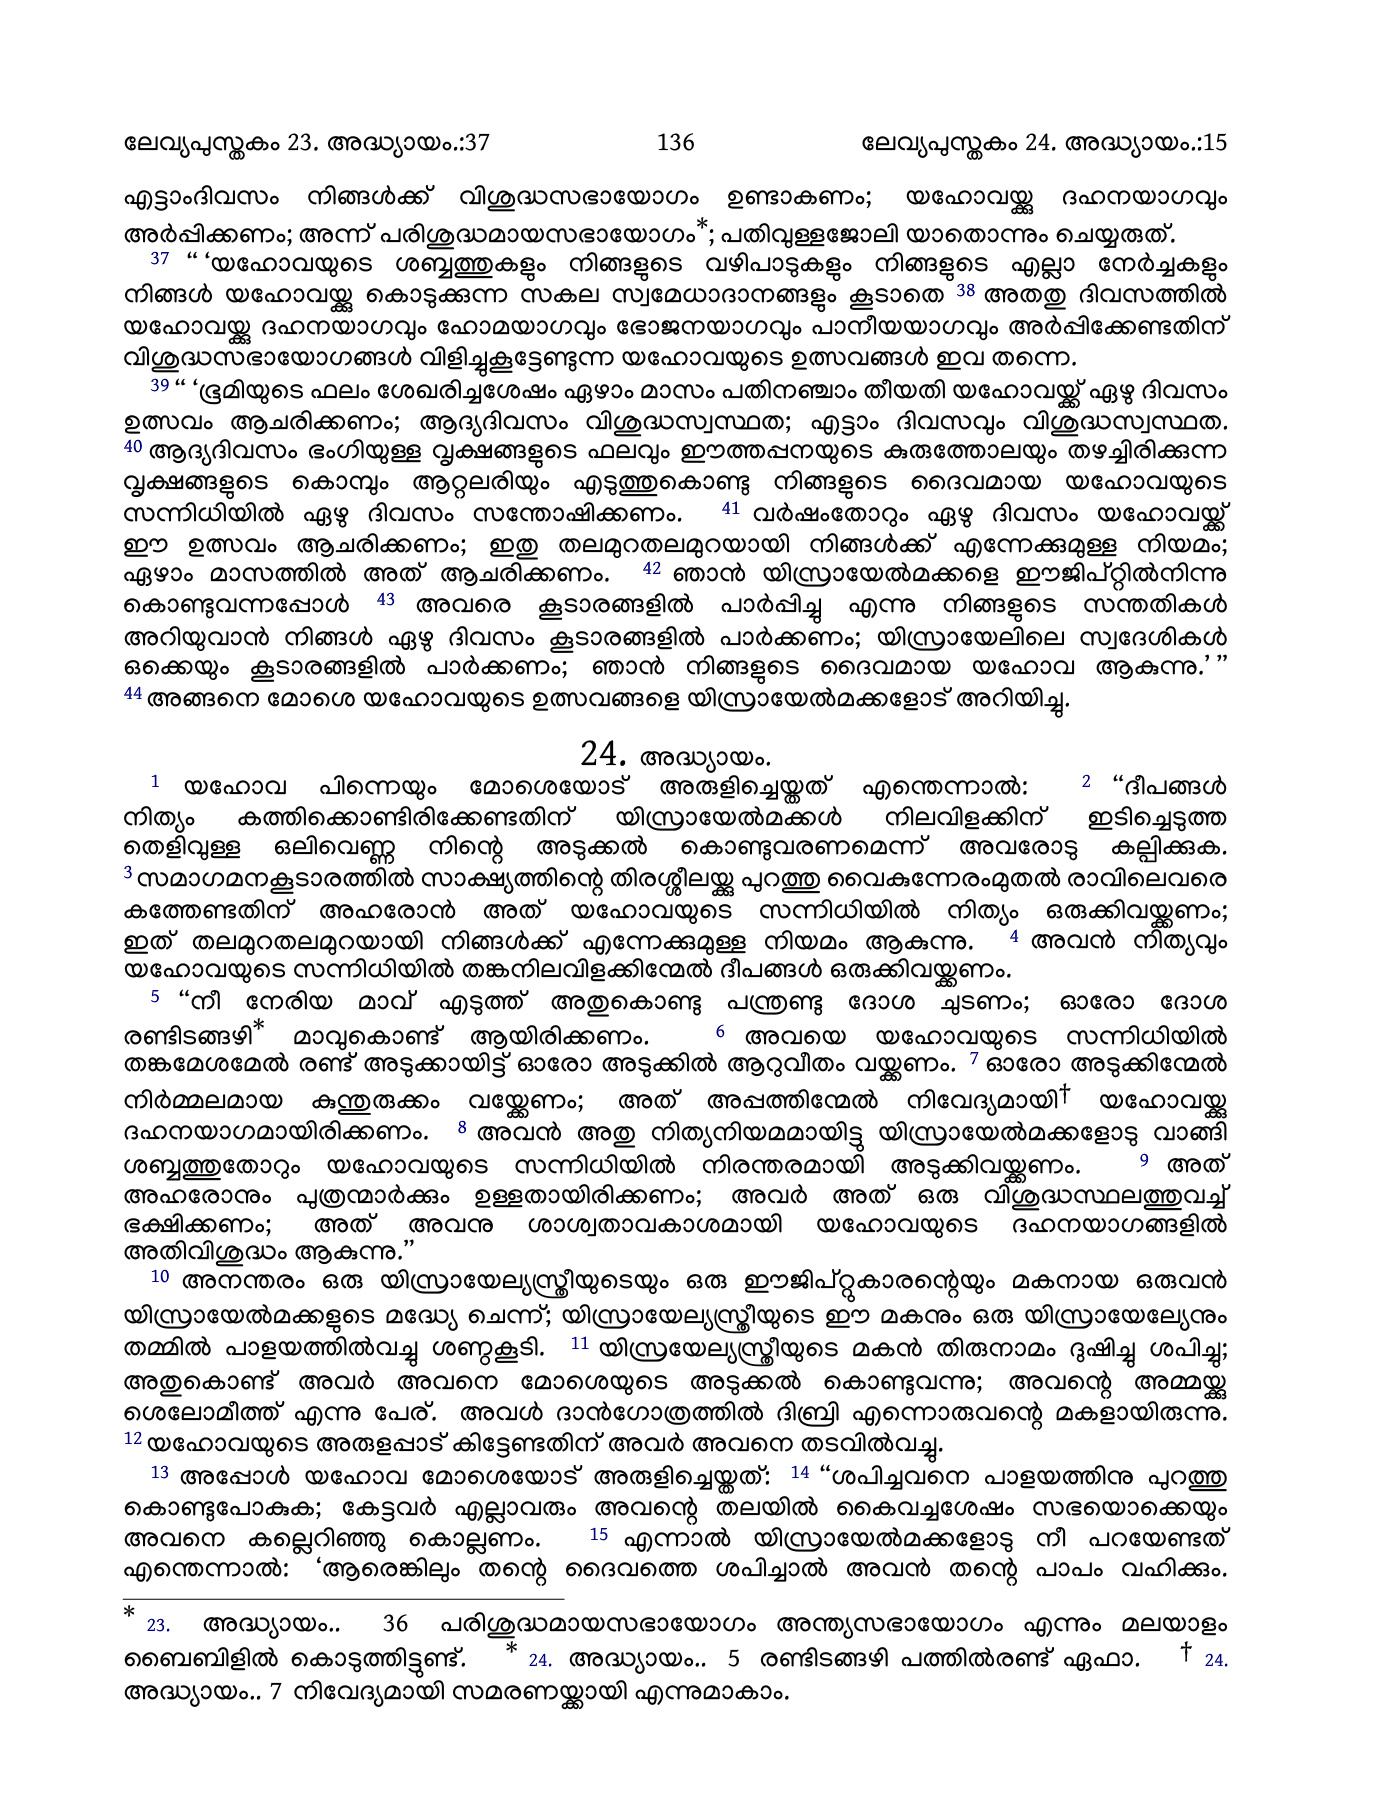 ലേവ്യപുസ്തകം 23. അദ്ധ്യായം.:37 136 ലേവ്യപുസ്തകം 24. അദ്ധ്യായം.:15
എട്ടാംദിവസം നിങ്ങൾക്ക് വിശുദ്ധസഭായോഗം ഉണ്ടാകണം; യഹോവയ്ക്കു ദഹനയാഗവും
അർപ്പിക്കണം; അന്ന് പരിശുദ്ധമായസഭായോഗം*; പതിവുള്ളജോലി യാതൊന്നും ചെയ്യരുത്.
37 “ ‘യഹോവയുടെ ശബ്ബത്തുകളും നിങ്ങളുടെ വഴിപാടുകളും നിങ്ങളുടെ എല്ലാ നേർച്ചകളും
നിങ്ങൾ യഹോവയ്ക്കു കൊടുക്കുന്ന സകല സ്വമേധാദാനങ്ങളും കൂടാതെ 38 അതതു ദിവസത്തിൽ
യഹോവയ്ക്കു ദഹനയാഗവും ഹോമയാഗവും ഭോജനയാഗവും പാനീയയാഗവും അർപ്പിക്കേണ്ടതിന്
വിശുദ്ധസഭായോഗങ്ങൾ വിളിച്ചുകൂട്ടേണ്ടുന്ന യഹോവയുടെ ഉത്സവങ്ങൾ ഇവ തന്നെ.
39 “ ‘ഭൂമിയുടെ ഫലം ശേഖരിച്ചശേഷം ഏഴാം മാസം പതിനഞ്ചാം തീയതി യഹോവയ്ക്ക് ഏഴു ദിവസം
ഉത്സവം ആചരിക്കണം; ആദ്യദിവസം വിശുദ്ധസ്വസ്ഥത; എട്ടാം ദിവസവും വിശുദ്ധസ്വസ്ഥത.
40 ആദ്യദിവസം ഭംഗിയുള്ള വൃക്ഷങ്ങളുടെ ഫലവും ഈത്തപ്പനയുടെ കുരുത്തോലയും തഴച്ചിരിക്കുന്ന
വൃക്ഷങ്ങളുടെ കൊമ്പും ആറ്റലരിയും എടുത്തുകൊണ്ടു നിങ്ങളുടെ ദൈവമായ യഹോവയുടെ
സന്നിധിയിൽ ഏഴു ദിവസം സന്തോഷിക്കണം. 41 വർഷംതോറും ഏഴു ദിവസം യഹോവയ്ക്ക്
ഈ ഉത്സവം ആചരിക്കണം; ഇതു തലമുറതലമുറയായി നിങ്ങൾക്ക് എന്നേക്കുമുള്ള നിയമം;
ഏഴാം മാസത്തിൽ അത് ആചരിക്കണം. 42 ഞാൻ യിസ്രായേൽമക്കളെ ഈജിപ്റ്റിൽനിന്നു
കൊണ്ടുവന്നപ്പോൾ 43 അവരെ കൂടാരങ്ങളിൽ പാർപ്പിച്ചു എന്നു നിങ്ങളുടെ സന്തതികൾ
അറിയുവാൻ നിങ്ങൾ ഏഴു ദിവസം കൂടാരങ്ങളിൽ പാർക്കണം; യിസ്രായേലിലെ സ്വദേശികൾ
ഒക്കെയും കൂടാരങ്ങളിൽ പാർക്കണം; ഞാൻ നിങ്ങളുടെ ദൈവമായ യഹോവ ആകുന്നു.’ ”
44 അങ്ങനെ മോശെ യഹോവയുടെ ഉത്സവങ്ങളെ യിസ്രായേൽമക്കളോട് അറിയിച്ചു.
24. അദ്ധ്യായം.
1 യഹോവ പിന്നെയും മോശെയോട് അരുളിച്ചെയ്തത് എന്തെന്നാൽ: 2 “ദീപങ്ങൾ
നിത്യം കത്തിക്കൊണ്ടിരിക്കേണ്ടതിന് യിസ്രായേൽമക്കൾ നിലവിളക്കിന് ഇടിച്ചെടുത്ത
തെളിവുള്ള ഒലിവെണ്ണ നിന്റെ അടുക്കൽ കൊണ്ടുവരണമെന്ന് അവരോടു കല്പിക്കുക.
3 സമാഗമനകൂടാരത്തിൽ സാക്ഷ്യത്തിന്റെ തിരശ്ശീലയ്ക്കു പുറത്തു വൈകുന്നേരംമുതൽ രാവിലെവരെ
കത്തേണ്ടതിന് അഹരോൻ അത് യഹോവയുടെ സന്നിധിയിൽ നിത്യം ഒരുക്കിവയ്ക്കണം;
ഇത് തലമുറതലമുറയായി നിങ്ങൾക്ക് എന്നേക്കുമുള്ള നിയമം ആകുന്നു. 4 അവൻ നിത്യവും
യഹോവയുടെ സന്നിധിയിൽ തങ്കനിലവിളക്കിന്മേൽ ദീപങ്ങൾ ഒരുക്കിവയ്ക്കണം.
5 “നീ നേരിയ മാവ് എടുത്ത് അതുകൊണ്ടു പന്ത്രണ്ടു ദോശ ചുടണം; ഓരോ ദോശ
രണ്ടിടങ്ങഴി* മാവുകൊണ്ട് ആയിരിക്കണം. 6 അവയെ യഹോവയുടെ സന്നിധിയിൽ
തങ്കമേശമേൽ രണ്ട് അടുക്കായിട്ട് ഓരോ അടുക്കിൽ ആറുവീതം വയ്ക്കണം. 7 ഓരോ അടുക്കിന്മേൽ
നിർമ്മലമായ കുന്തുരുക്കം വയ്ക്കേണം; അത് അപ്പത്തിന്മേൽ നിവേദ്യമായി† യഹോവയ്ക്കു
ദഹനയാഗമായിരിക്കണം. 8 അവൻ അതു നിത്യനിയമമായിട്ടു യിസ്രായേൽമക്കളോടു വാങ്ങി
ശബ്ബത്തുതോറും യഹോവയുടെ സന്നിധിയിൽ നിരന്തരമായി അടുക്കിവയ്ക്കണം. 9 അത്
അഹരോനും പുത്രന്മാർക്കും ഉള്ളതായിരിക്കണം; അവർ അത് ഒരു വിശുദ്ധസ്ഥലത്തുവച്ച്
ഭക്ഷിക്കണം; അത് അവനു ശാശ്വതാവകാശമായി യഹോവയുടെ ദഹനയാഗങ്ങളിൽ
അതിവിശുദ്ധം ആകുന്നു.”
10 അനന്തരം ഒരു യിസ്രായേല്യസ്ത്രീയുടെയും ഒരു ഈജിപ്റ്റുകാരന്റെയും മകനായ ഒരുവൻ
യിസ്രായേൽമക്കളുടെ മദ്ധ്യേ ചെന്ന്; യിസ്രായേല്യസ്ത്രീയുടെ ഈ മകനും ഒരു യിസ്രായേല്യേനും
തമ്മിൽ പാളയത്തിൽവച്ചു ശണ്ഠകൂടി. 11 യിസ്രയേല്യസ്ത്രീയുടെ മകൻ തിരുനാമം ദുഷിച്ചു ശപിച്ചു;
അതുകൊണ്ട് അവർ അവനെ മോശെയുടെ അടുക്കൽ കൊണ്ടുവന്നു; അവന്റെ അമ്മയ്ക്കു
ശെലോമീത്ത് എന്നു പേര്. അവൾ ദാൻഗോത്രത്തിൽ ദിബ്രി എന്നൊരുവന്റെ മകളായിരുന്നു.
12 യഹോവയുടെ അരുളപ്പാട് കിട്ടേണ്ടതിന് അവർ അവനെ തടവിൽവച്ചു.
13 അപ്പോൾ യഹോവ മോശെയോട് അരുളിച്ചെയ്തത്: 14 “ശപിച്ചവനെ പാളയത്തിനു പുറത്തു
കൊണ്ടുപോകുക; കേട്ടവർ എല്ലാവരും അവന്റെ തലയിൽ കൈവച്ചശേഷം സഭയൊക്കെയും
അവനെ കല്ലെറിഞ്ഞു കൊല്ലണം. 15 എന്നാൽ യിസ്രായേൽമക്കളോടു നീ പറയേണ്ടത്
എന്തെന്നാൽ: ‘ആരെങ്കിലും തന്റെ ദൈവത്തെ ശപിച്ചാൽ അവൻ തന്റെ പാപം വഹിക്കും.
* 23. അദ്ധ്യായം.. 36 പരിശുദ്ധമായസഭായോഗം അന്ത്യസഭായോഗം എന്നും മലയാളം
ബൈബിളിൽ കൊടുത്തിട്ടുണ്ട്. * 24. അദ്ധ്യായം.. 5 രണ്ടിടങ്ങഴി പത്തിൽരണ്ട് ഏഫാ. † 24.
അദ്ധ്യായം.. 7 നിവേദ്യമായി സമരണയ്ക്കായി എന്നുമാകാം.